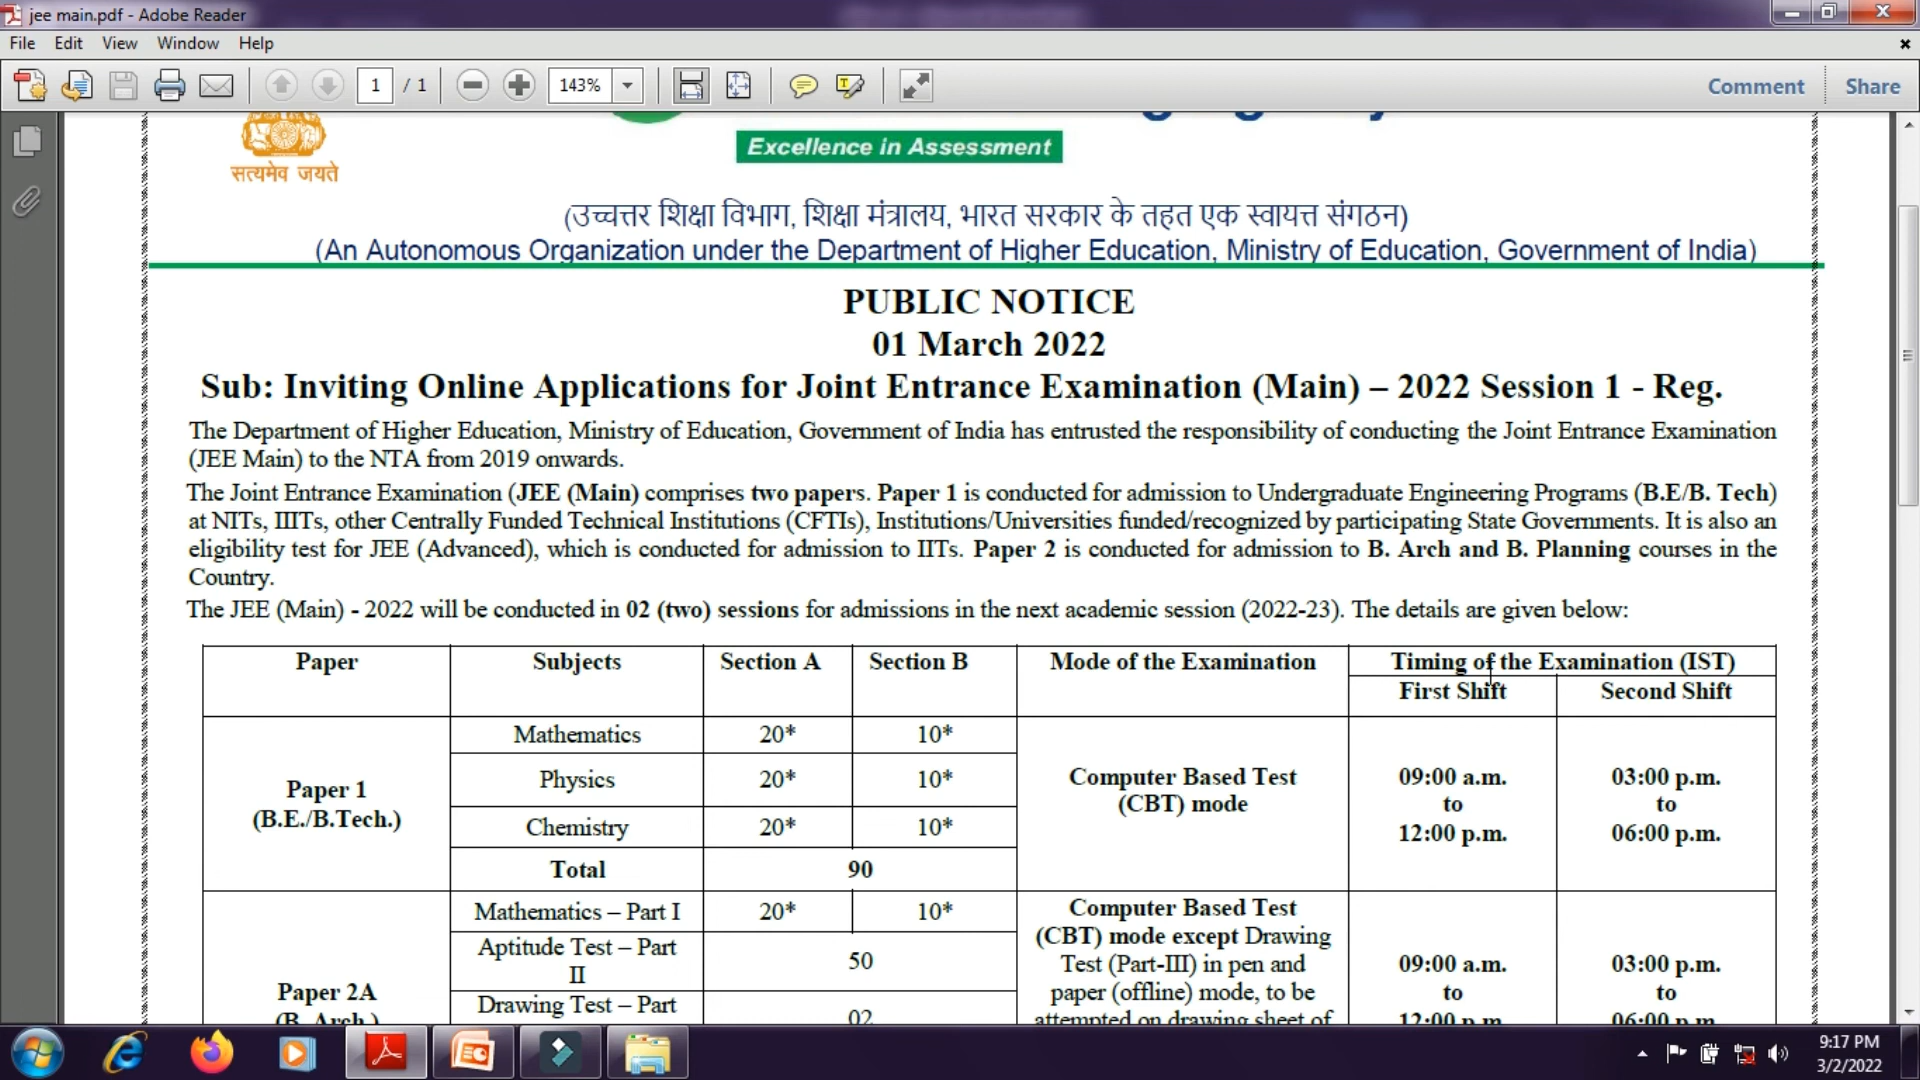 jee main.pdf - Adobe Reader
File Edit View Window Help
1 / 1 143% Comment Share
Excellence in Assessment
सत्यमेव जयते
(उच्चत्तर शिक्षा विभाग, शिक्षा मंत्रालय, भारत सरकार के तहत एक स्वायत्त संगठन)
(An Autonomous Organization under the Department of Higher Education, Ministry of Education, Government of India)
PUBLIC NOTICE
01 March 2022
Sub: Inviting Online Applications for Joint Entrance Examination (Main) – 2022 Session 1 - Reg.
The Department of Higher Education, Ministry of Education, Government of India has entrusted the responsibility of conducting the Joint Entrance Examination
(JEE Main) to the NTA from 2019 onwards.
The Joint Entrance Examination (JEE (Main) comprises two papers. Paper 1 is conducted for admission to Undergraduate Engineering Programs (B.E/B. Tech)
at NITs, IIITs, other Centrally Funded Technical Institutions (CFTIs), Institutions/Universities funded/recognized by participating State Governments. It is also an
eligibility test for JEE (Advanced), which is conducted for admission to IITs. Paper 2 is conducted for admission to B. Arch and B. Planning courses in the
Country.
The JEE (Main) - 2022 will be conducted in 02 (two) sessions for admissions in the next academic session (2022-23). The details are given below:
Paper Subjects Section A Section B Mode of the Examination Timing of the Examination (IST)
First Shift Second Shift
Paper 1
(B.E./B.Tech.)
Mathematics 20* 10*
Physics 20* 10*
Chemistry 20* 10*
Total 90
Computer Based Test
(CBT) mode
09:00 a.m.
to
12:00 p.m.
03:00 p.m.
to
06:00 p.m.
Paper 2A
(B. Arch.)
Mathematics – Part I 20* 10*
Aptitude Test – Part
II
50
Drawing Test – Part
02
Computer Based Test
(CBT) mode except Drawing
Test (Part-III) in pen and
paper (offline) mode, to be
attempted on drawing sheet of
09:00 a.m.
to
12:00 p.m.
03:00 p.m.
to
06:00 p.m.
9:17 PM
3/2/2022